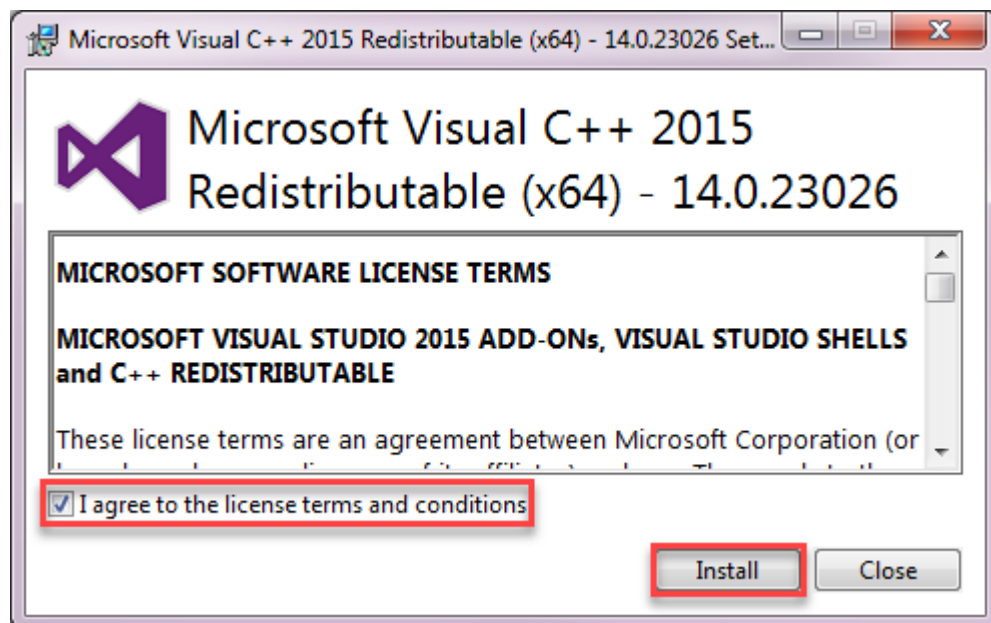 Microsoft Visual C++ 2015 Redistributable (x64) - 14.0.23026 Set...
Microsoft Visual C++ 2015
Redistributable (x64) - 14.0.23026
MICROSOFT SOFTWARE LICENSE TERMS
MICROSOFT VISUAL STUDIO 2015 ADD-ONs, VISUAL STUDIO SHELLS
and C++ REDISTRIBUTABLE
These license terms are an agreement between Microsoft Corporation (or
I agree to the license terms and conditions
Install Close